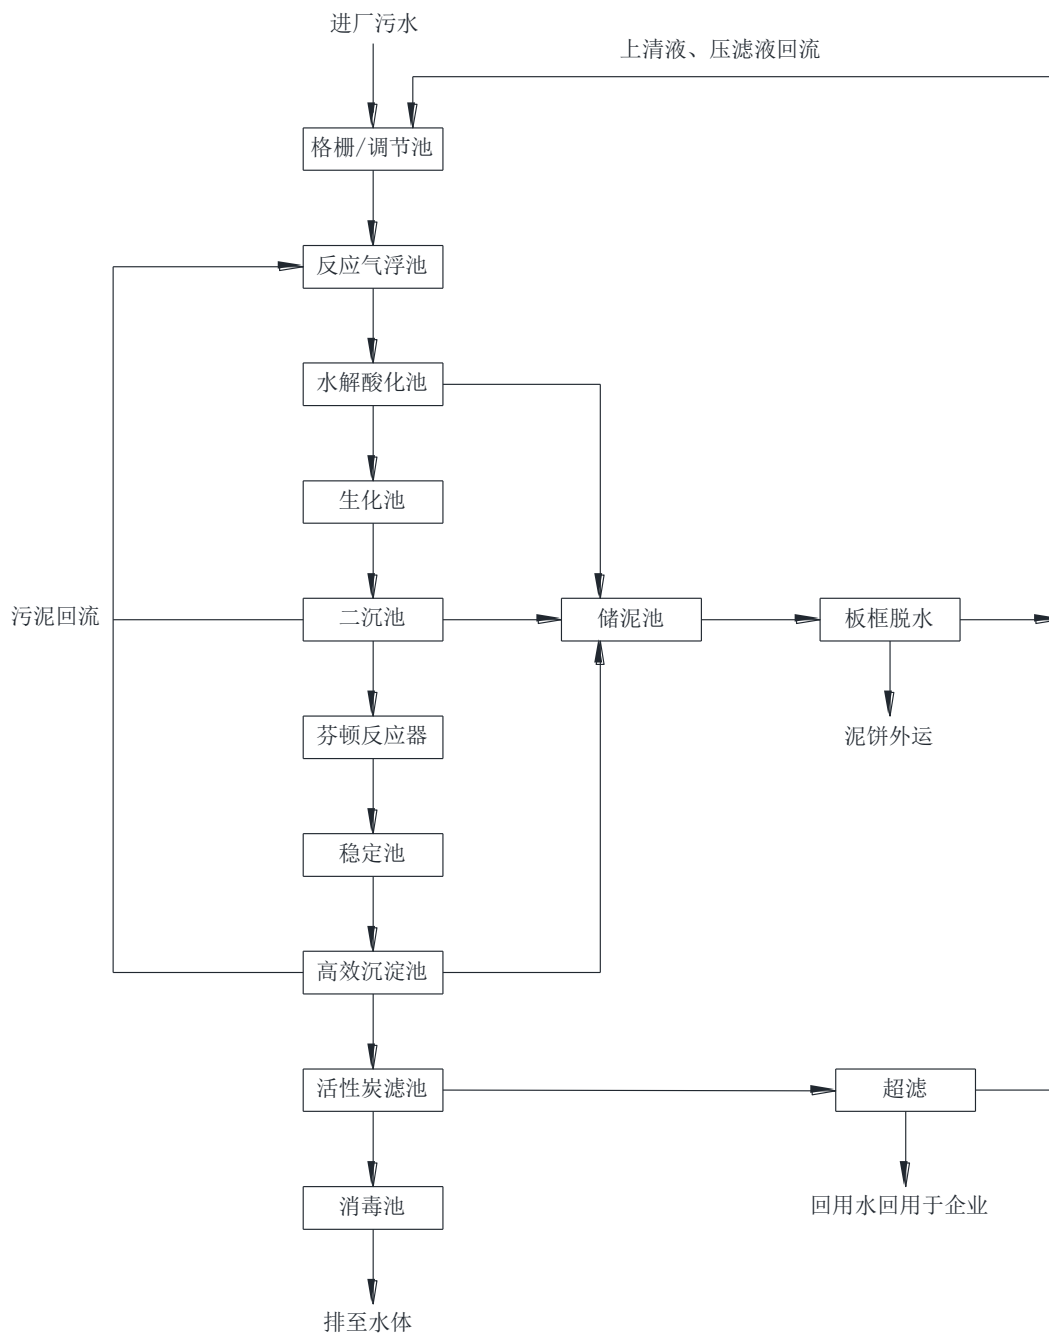 进厂污水
上清液、压滤液回流
格栅/调节池
反应气浮池
水解酸化池
生化池
污泥回流
二沉池
储泥池
板框脱水
芬顿反应器
泥饼外运
稳定池
高效沉淀池
活性炭滤池
超滤
消毒池
回用水回用于企业
排至水体